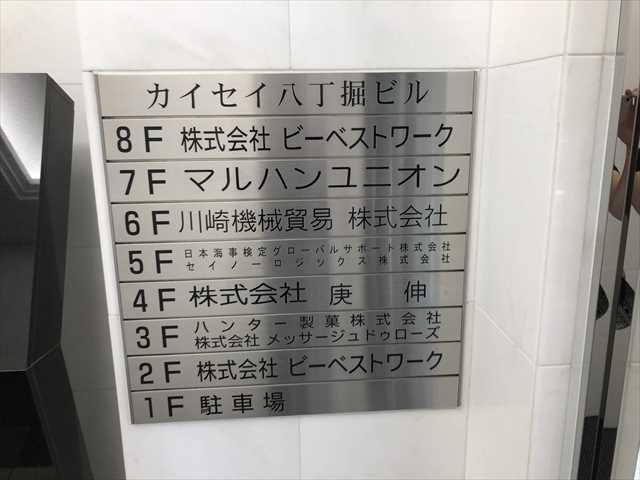 カイセイ八丁掘ビル
8F 株式会社 ビーベストワーク
7F マルハンユニオン
6F 川崎機械貿易 株式会社
5F 日本海事検定グローバルサポート株式会社
セイノーロジックス株式会社
4F 株式会社 庚 伸
3F ハンター製菓株式会社
株式会社 メッサージュドゥローズ
2F 株式会社 ビーベストワーク
1F 駐車場